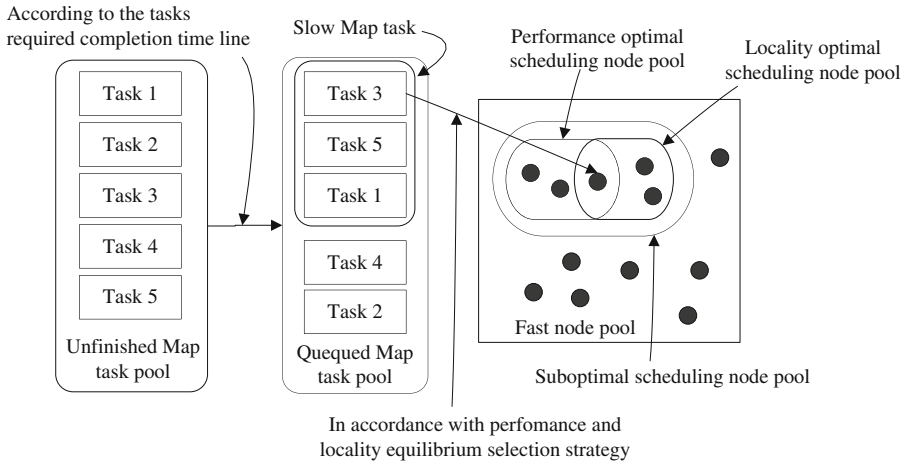 According to the tasks
required completion time line
Slow Map task
Performance optimal
scheduling node pool
Locality optimal
scheduling node pool
Task 1
Task 2
Task 3
Task 4
Task 5
Unfinished Map
task pool
Task 3
Task 5
Task 1
Task 4
Task 2
Quequed Map
task pool
Fast node pool
Suboptimal scheduling node pool
In accordance with perfomance and
locality equilibrium selection strategy